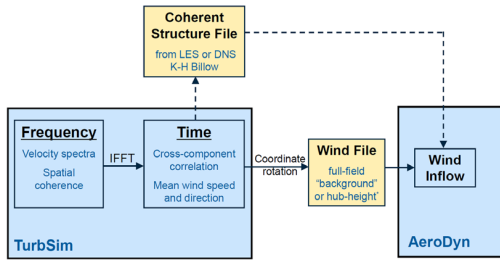 Coherent
Structure File
from LES or DNS
K-H Billow
Frequency
Velocity spectra
Spatial
coherence
IFFT
Time
Cross-component
correlation
Mean wind speed
and direction
TurbSim
Coordinate
rotation
Wind File
full-field
"background"
or hub-height*
Wind
Inflow
AeroDyn